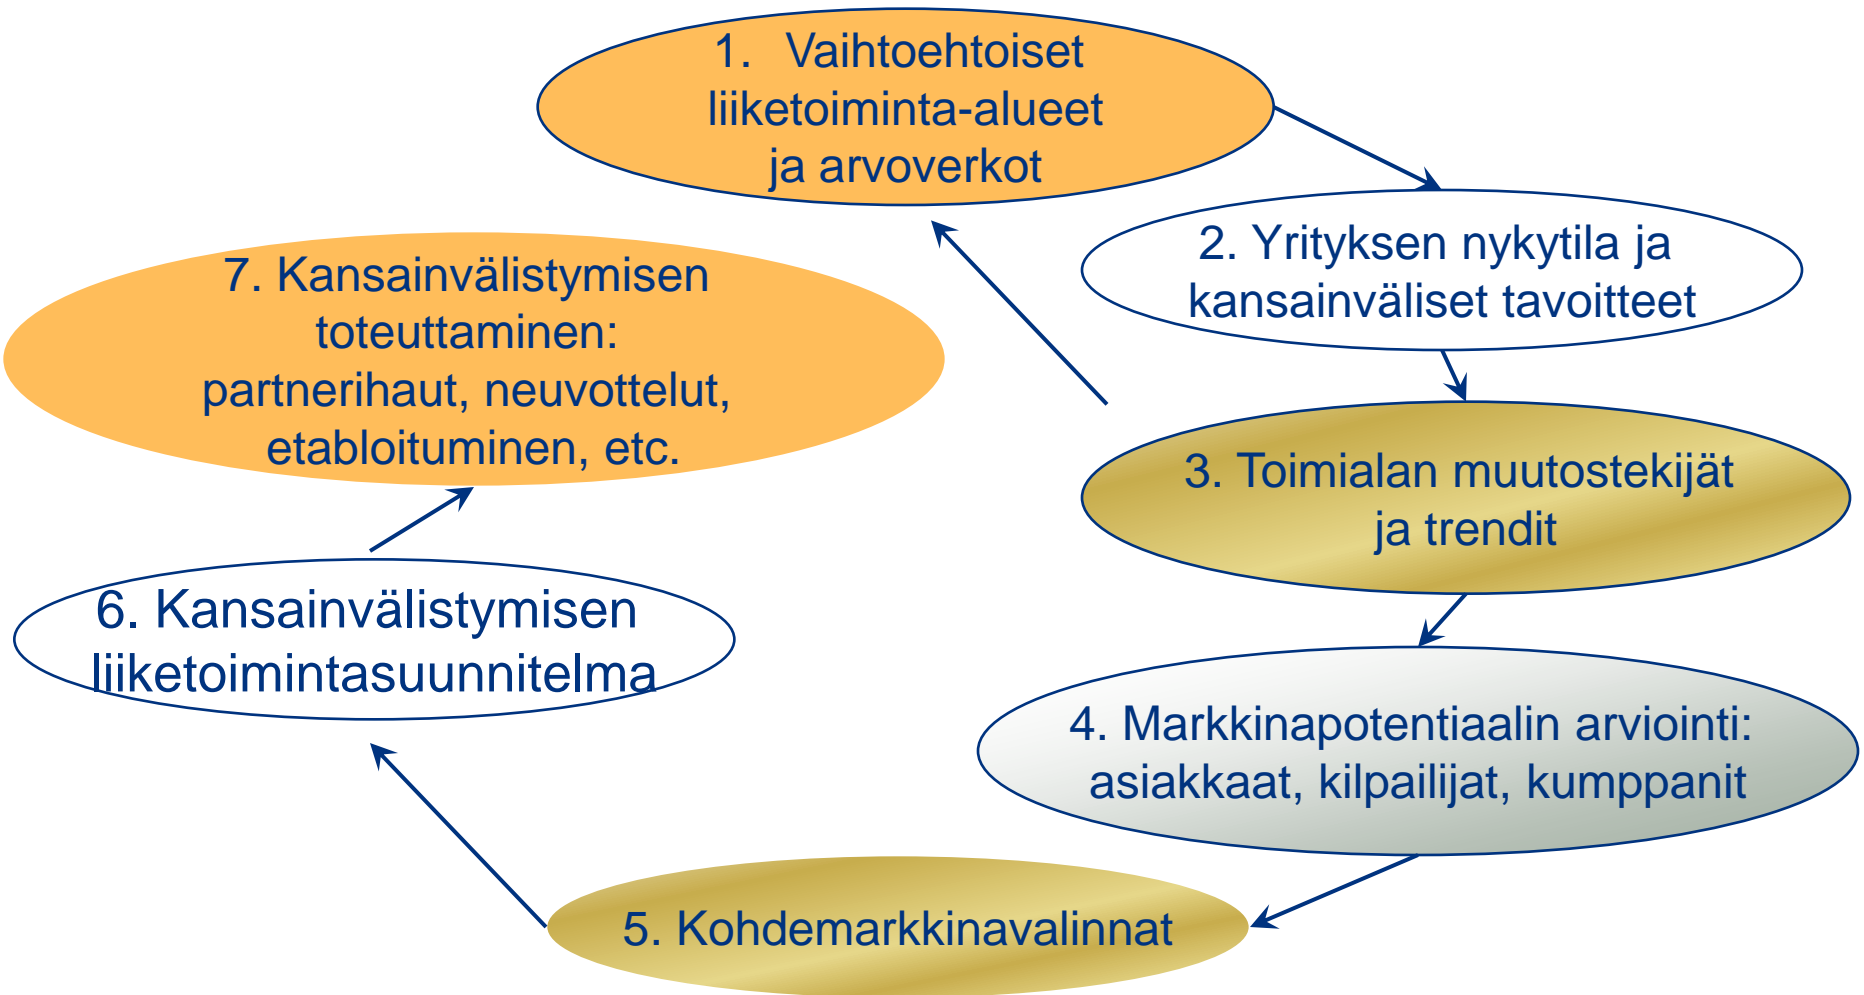 1. Vaihtoehtoiset
liiketoiminta-alueet
ja arvoverkot
2. Yrityksen nykytila ja
kansainväliset tavoitteet
3. Toimialan muutostekijät
ja trendit
4. Markkinapotentiaalin arviointi:
asiakkaat, kilpailijat, kumppanit
5. Kohdemarkkinavalinnat
6. Kansainvälistymisen
liiketoimintasuunnitelma
7. Kansainvälistymisen
toteuttaminen:
partnerihaut, neuvottelut,
etabloituminen, etc.